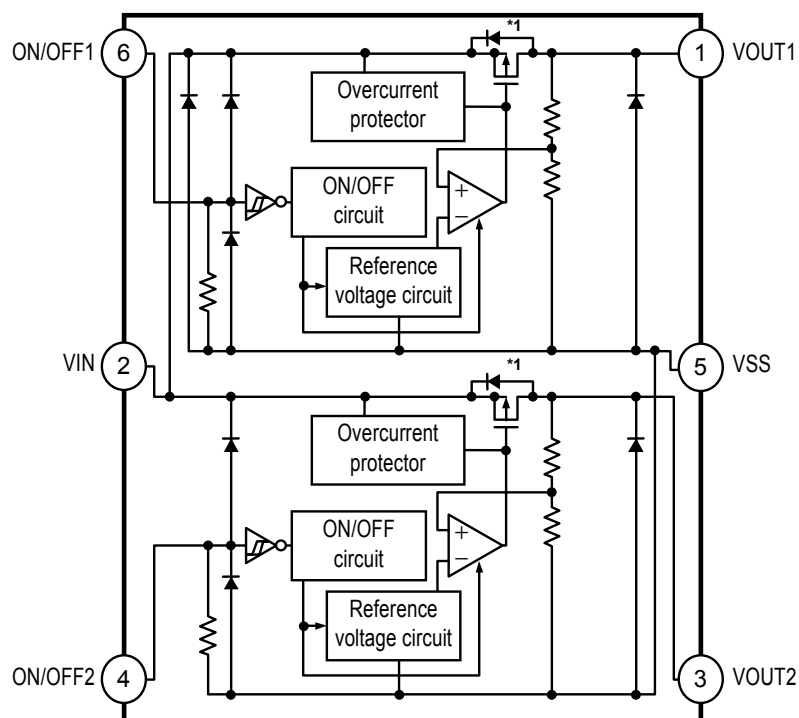 ON/OFF1
6
*1
1
VOUT1
Overcurrent
protector
ON/OFF
circuit
+
−
Reference
voltage circuit
VIN
2
5
VSS
*1
Overcurrent
protector
ON/OFF
circuit
+
−
Reference
voltage circuit
ON/OFF2
4
3
VOUT2